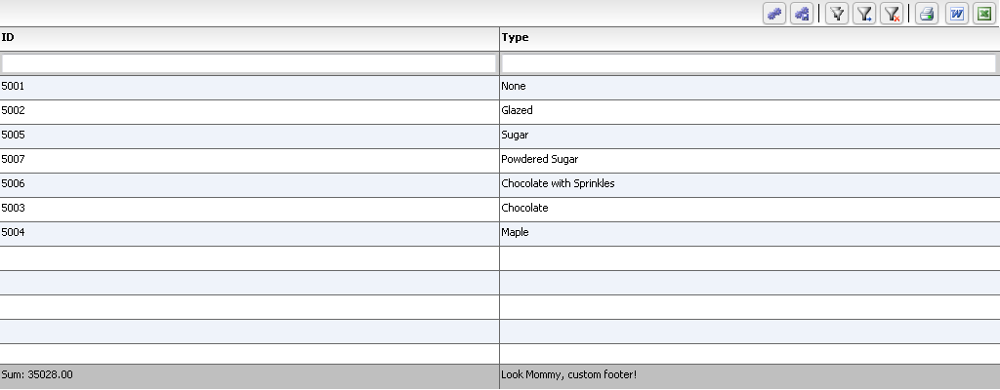 ID Type
5001 None
5002 Glazed
5005 Sugar
5007 Powdered Sugar
5006 Chocolate with Sprinkles
5003 Chocolate
5004 Maple
Sum: 35028.00 Look Mommy, custom footer!